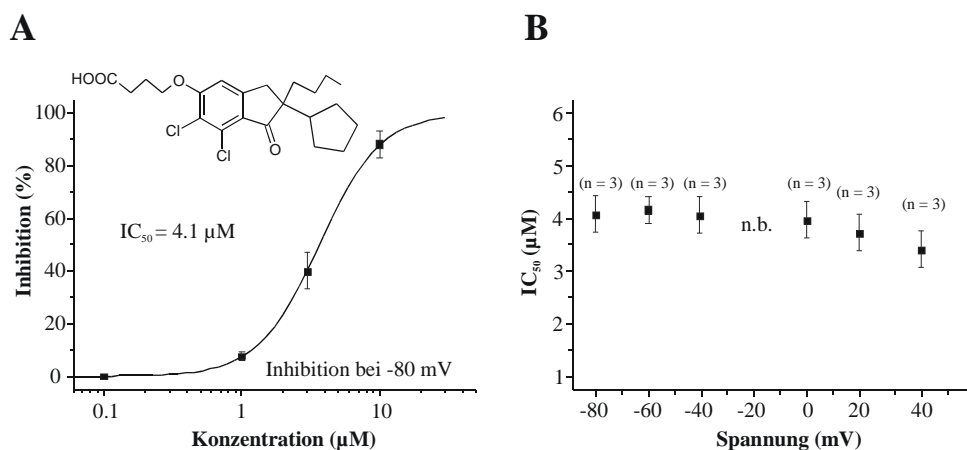 A
HOOC
O
Cl
Cl
O
100
80
60
40
20
0
Inhibition (%)
IC50 = 4.1 µM
Inhibition bei -80 mV
0.1 1 10
Konzentration (µM)
B
6
5
4
3
2
1
IC50 (µM)
(n = 3) (n = 3) (n = 3) (n = 3) (n = 3) (n = 3)
n.b.
-80 -60 -40 -20 0 20 40
Spannung (mV)